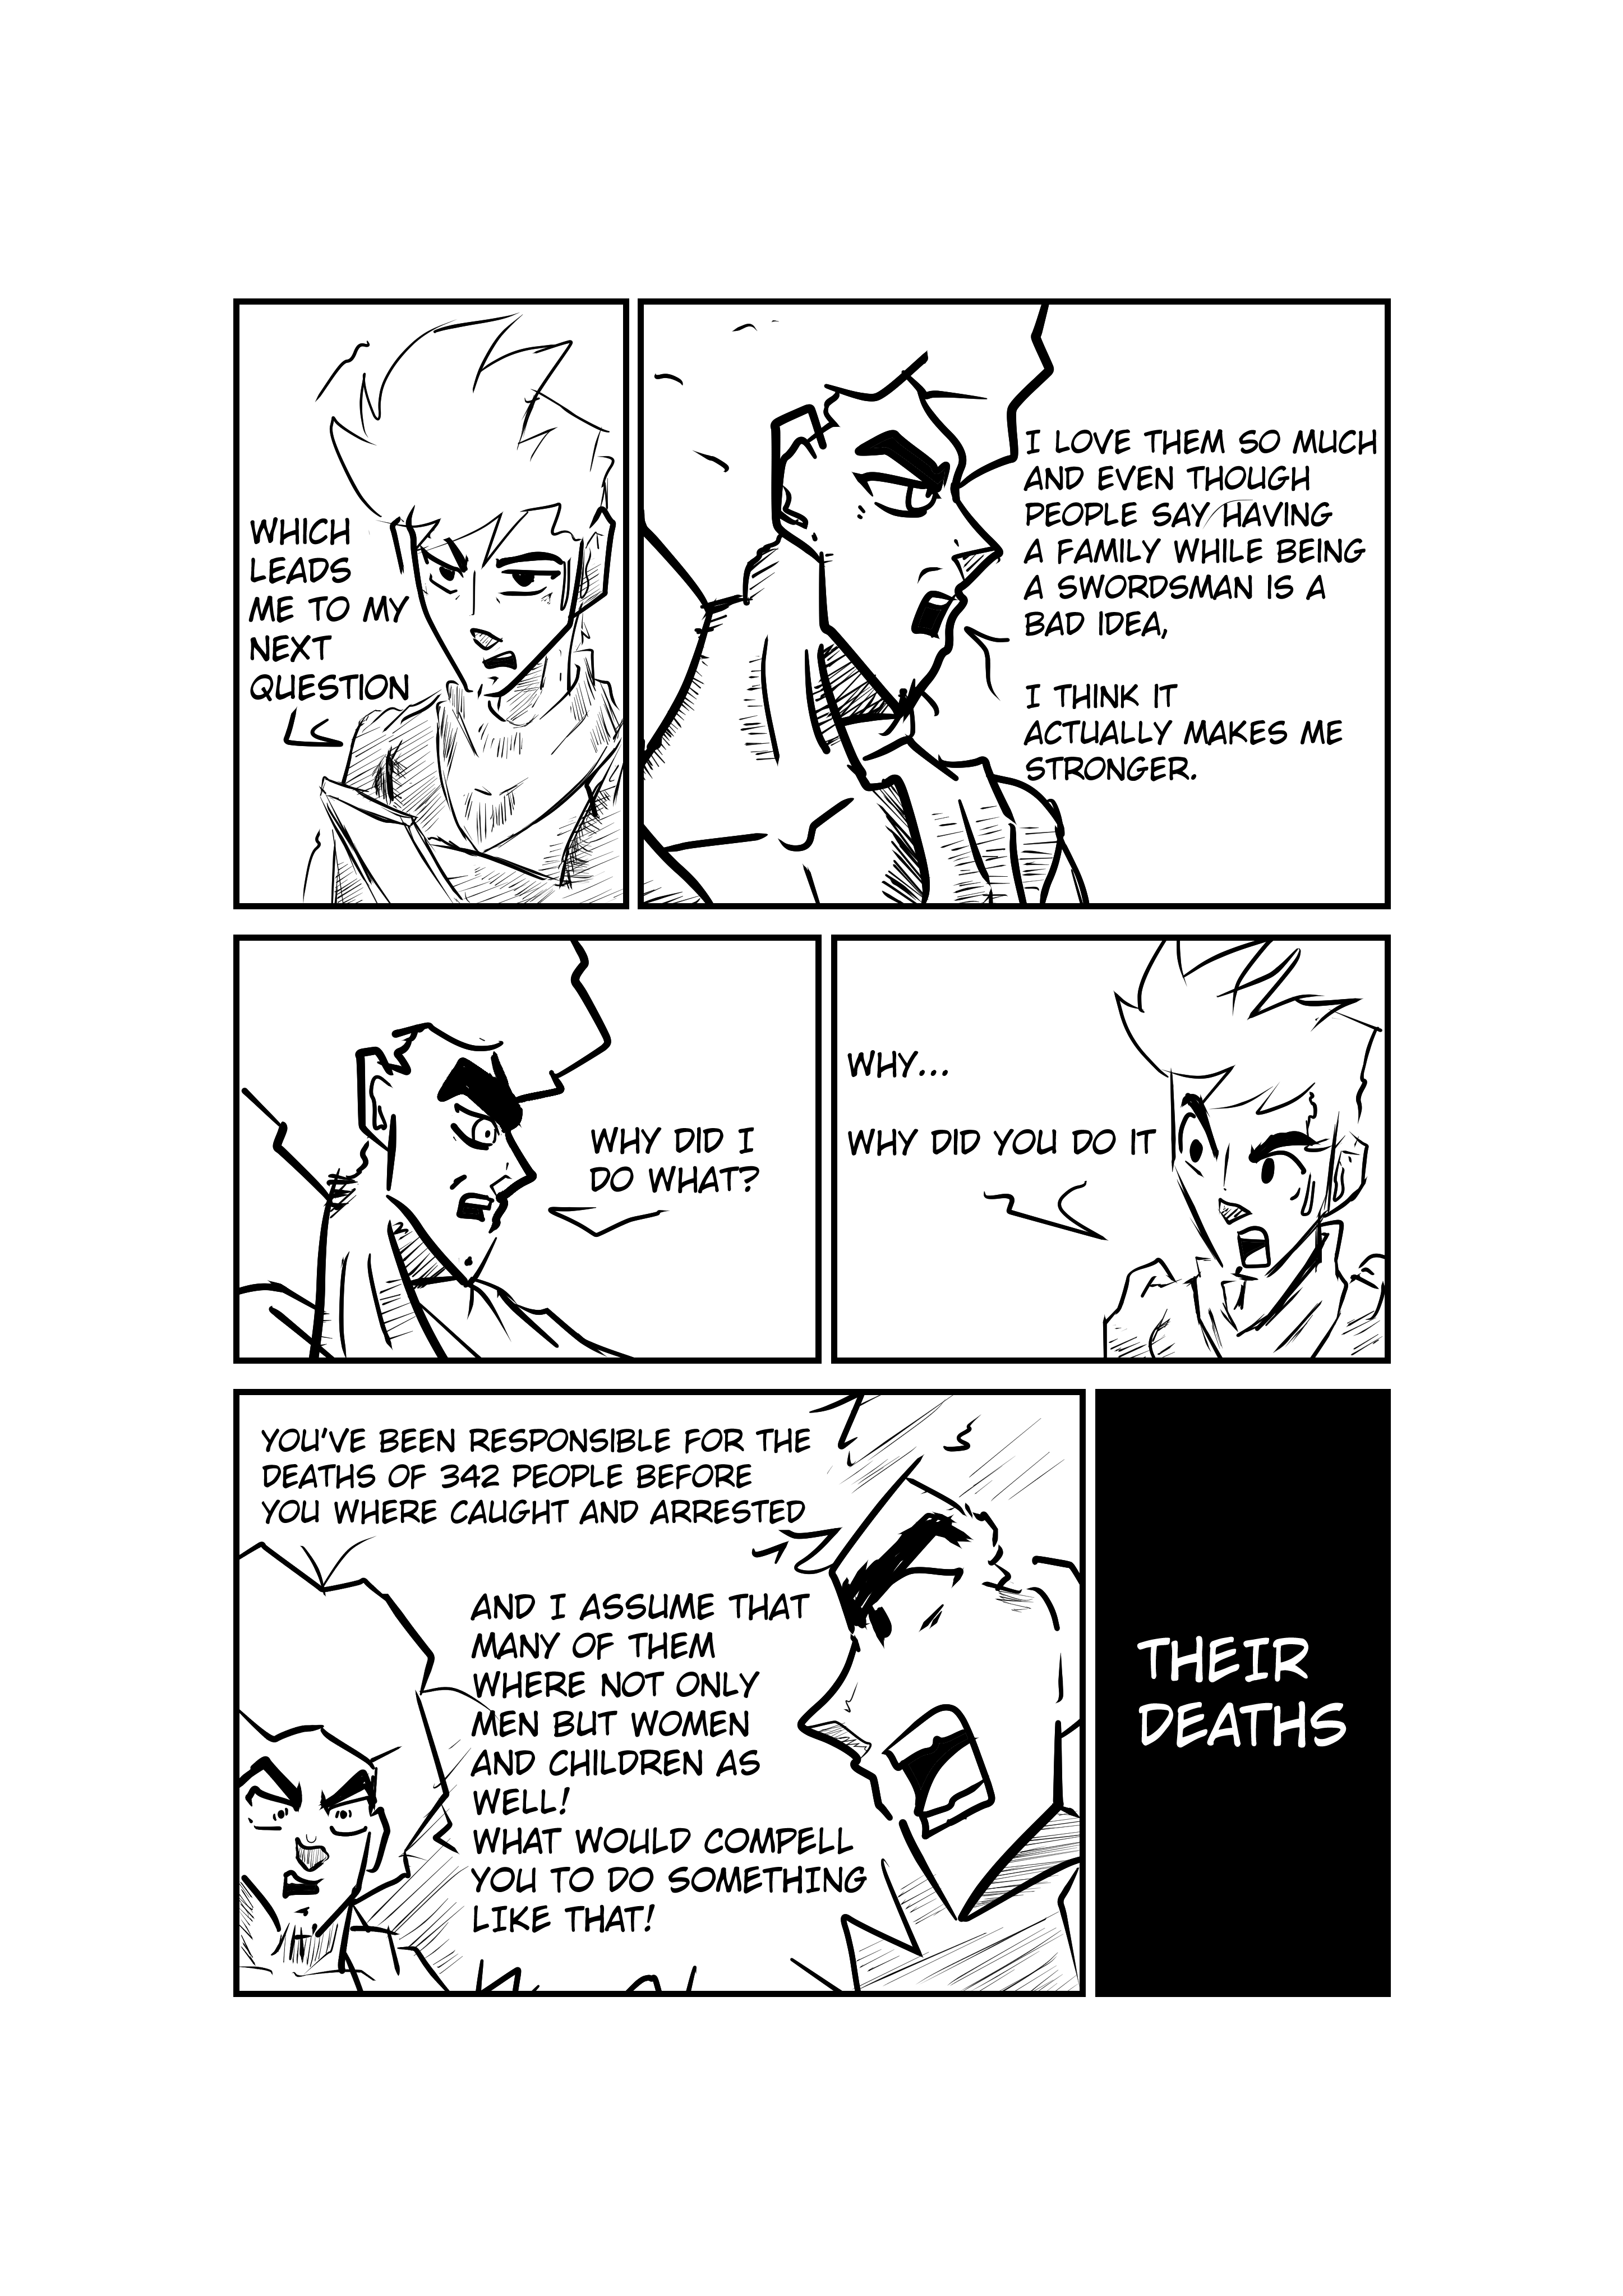 I LOVE THEM SO MUCH
AND EVEN THOUGH
PEOPLE SAY HAVING
A FAMILY WHILE BEING
A SWORDSMAN IS A
BAD IDEA,
I THINK IT
ACTUALLY MAKES ME
STRONGER.
WHICH
LEADS
ME TO MY
NEXT
QUESTION
WHY...
WHY DID YOU DO IT
WHY DID I
DO WHAT?
THEIR
DEATHS
YOU'VE BEEN RESPONSIBLE FOR THE
DEATHS OF 342 PEOPLE BEFORE
YOU WHERE CAUGHT AND ARRESTED
AND I ASSUME THAT
MANY OF THEM
WHERE NOT ONLY
MEN BUT WOMEN
AND CHILDREN AS
WELL!
WHAT WOULD COMPELL
YOU TO DO SOMETHING
LIKE THAT!